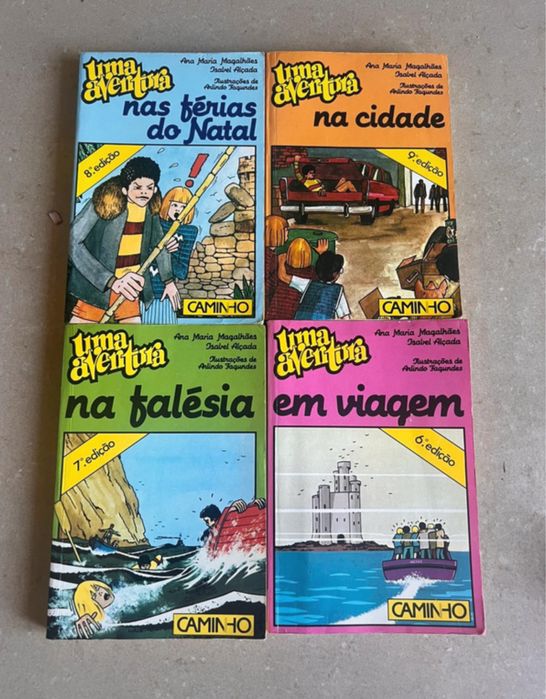 uma
aventura
Ana Maria Magalhães
Isabel Alçada
Ilustrações de
Arlindo Fagundes
nas férias
do Natal
8.ª edição
CAMINHO
uma
aventura
Ana Maria Magalhães
Isabel Alçada
Ilustrações de
Arlindo Fagundes
na cidade
9.ª edição
CAMINHO
uma
aventura
Ana Maria Magalhães
Isabel Alçada
Ilustrações de
Arlindo Fagundes
na falésia
7.ª edição
CAMINHO
uma
aventura
Ana Maria Magalhães
Isabel Alçada
Ilustrações de
Arlindo Fagundes
em viagem
6.ª edição
CAMINHO